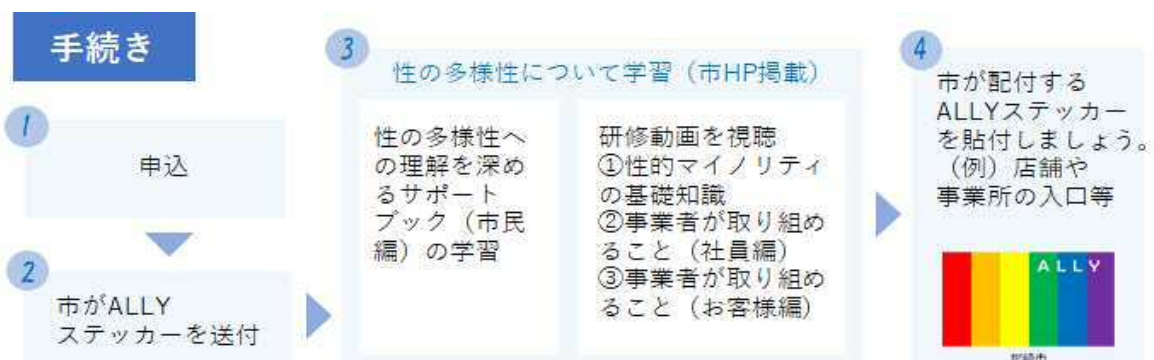 手続き
1
申込
2
市がALLY
ステッカーを送付
3
性の多様性について学習（市HP掲載）
性の多様性へ
の理解を深め
るサポート
ブック（市民
編）の学習
研修動画を視聴
①性的マイノリティ
の基礎知識
②事業者が取り組め
ること（社員編）
③事業者が取り組め
ること（お客様編）
4
市が配付する
ALLYステッカー
を貼付しましょう。
（例）店舗や
事業所の入口等
ALLY